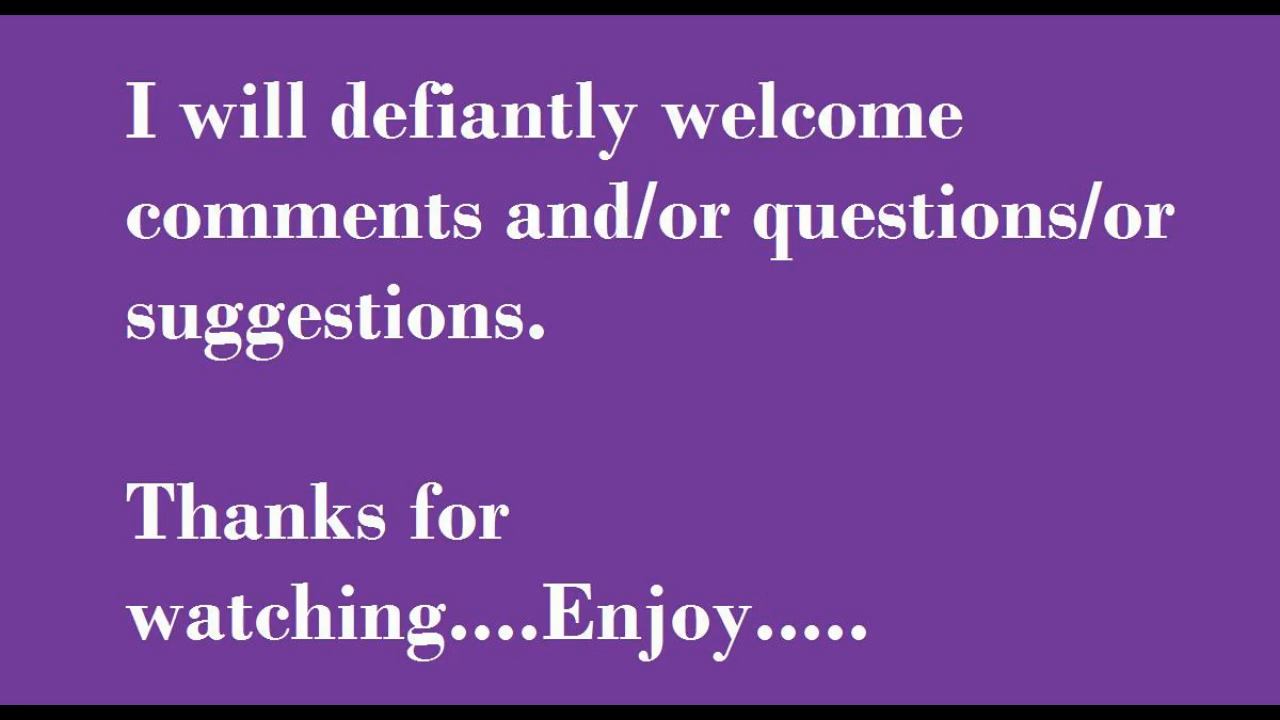 I will defiantly welcome
comments and/or questions/or
suggestions.
Thanks for
watching....Enjoy.....